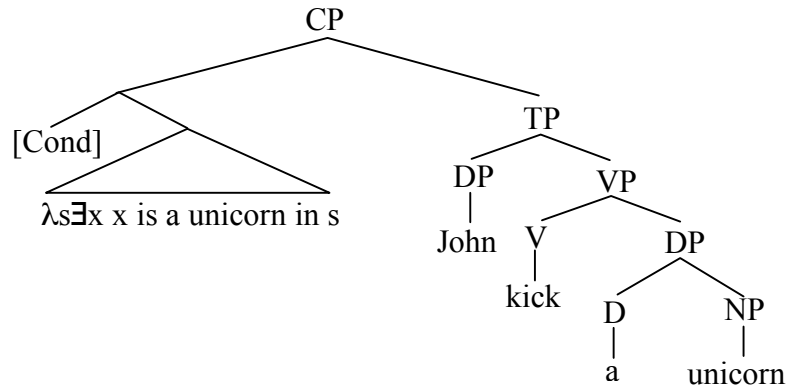 CP
[Cond]
TP
DP
VP
λs∃x x is a unicorn in s
John
V
DP
kick
D
NP
a
unicorn